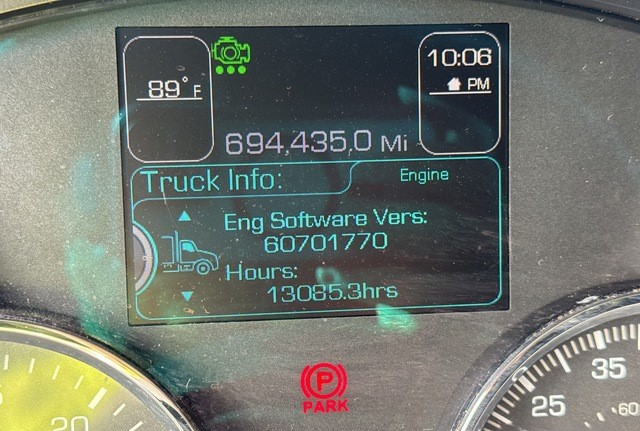 10:06
89° F
PM
694,435.0 Mi
Truck Info:
Engine
Eng Software Vers:
60701770
Hours:
13085.3hrs
P
PARK
20
25
35
60